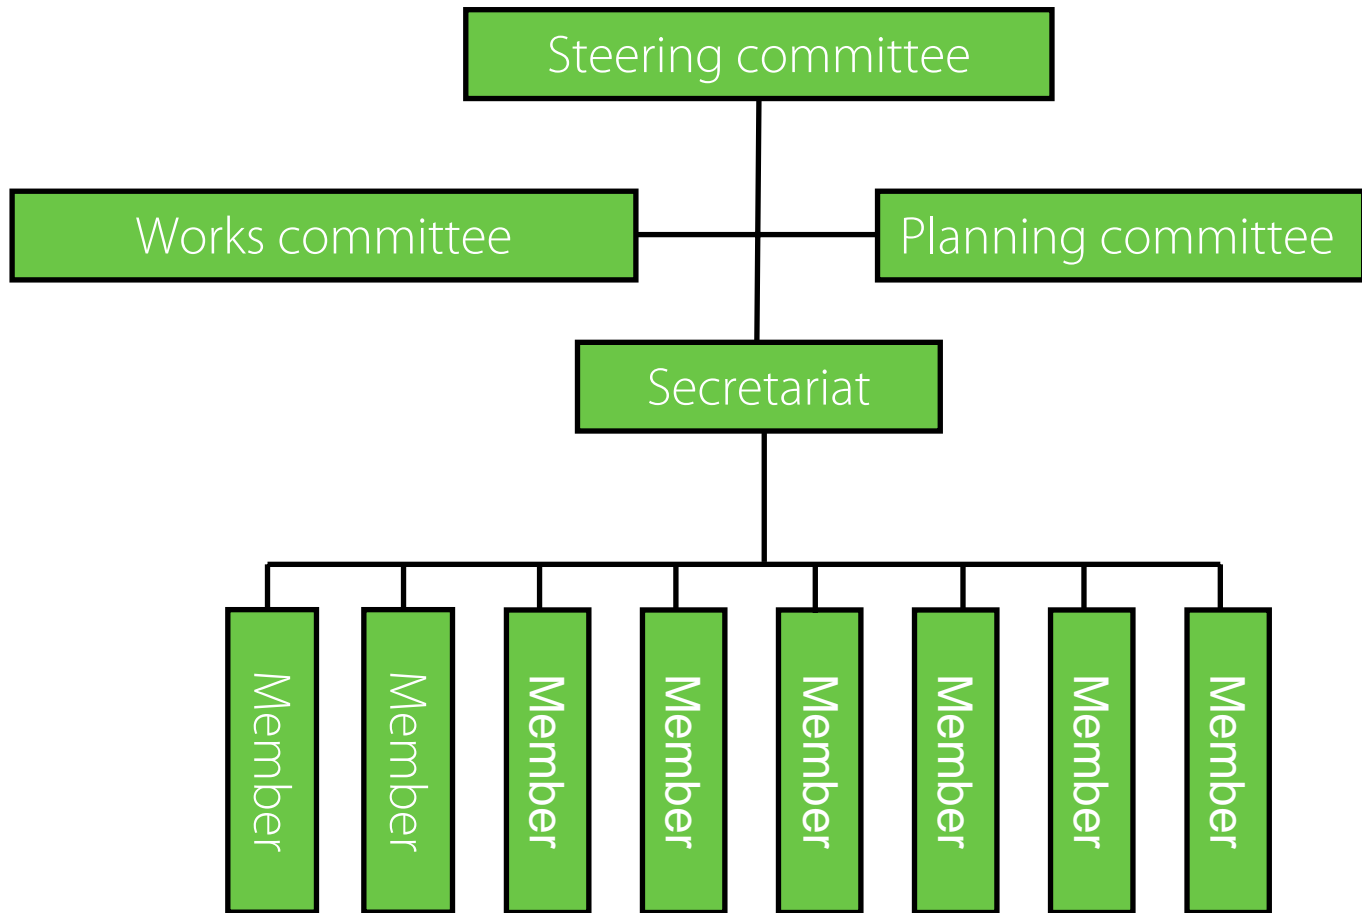 Steering committee
Works committee
Planning committee
Secretariat
Member
Member
Member
Member
Member
Member
Member
Member